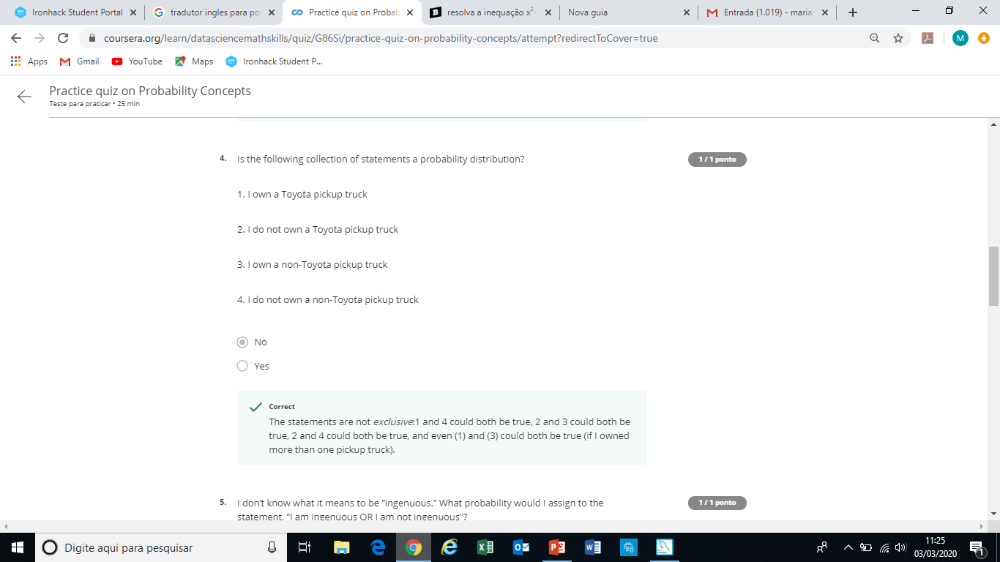 Ironhack Student Portal
tradutor ingles para por
Practice quiz on Probab
resolva a inequação x²-
Nova guia
Entrada (1.019) - mariar
coursera.org/learn/datasciencemathskills/quiz/G86Si/practice-quiz-on-probability-concepts/attempt?redirectToCover=true
M
Apps
Gmail
YouTube
Maps
Ironhack Student P...
Practice quiz on Probability Concepts
Teste para praticar • 25 min
4. Is the following collection of statements a probability distribution?
1 / 1 ponto
1. I own a Toyota pickup truck
2. I do not own a Toyota pickup truck
3. I own a non-Toyota pickup truck
4. I do not own a non-Toyota pickup truck
No
Yes
Correct
The statements are not exclusive:1 and 4 could both be true, 2 and 3 could both be
true, 2 and 4 could both be true, and even (1) and (3) could both be true (if I owned
more than one pickup truck).
5. I don't know what it means to be “ingenuous.” What probability would I assign to the
1 / 1 ponto
statement, “I am ingenuous OR I am not ingenuous”?
Digite aqui para pesquisar
11:25
03/03/2020
1